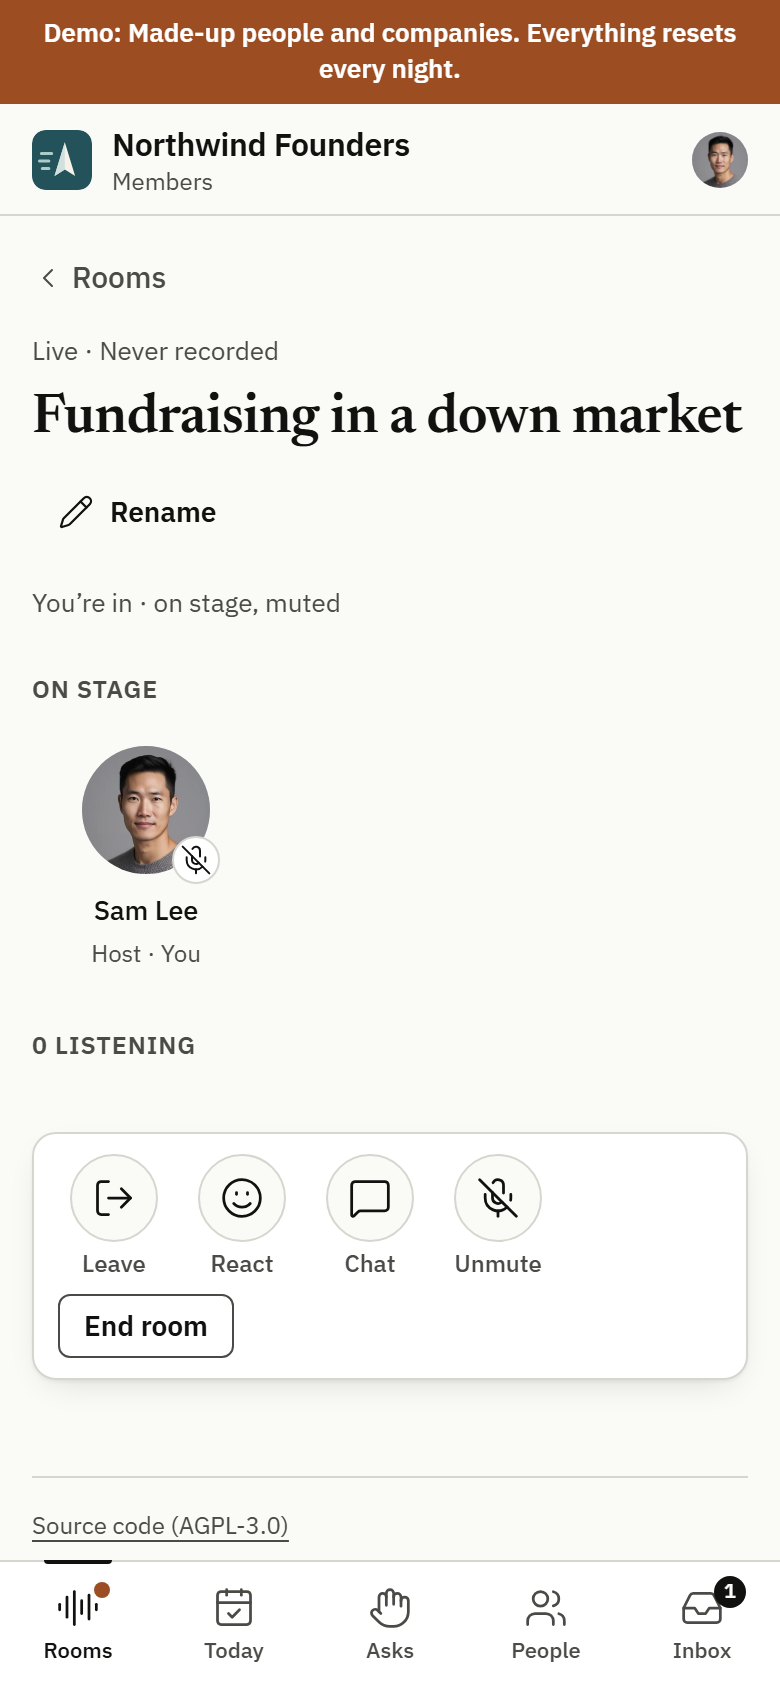 Demo: Made-up people and companies. Everything resets
every night.
Northwind Founders
Members
Rooms
Live · Never recorded
Fundraising in a down market
Rename
You’re in · on stage, muted
ON STAGE
Sam Lee
Host · You
0 LISTENING
Leave React Chat Unmute
End room
Source code (AGPL-3.0)
1
Rooms Today Asks People Inbox